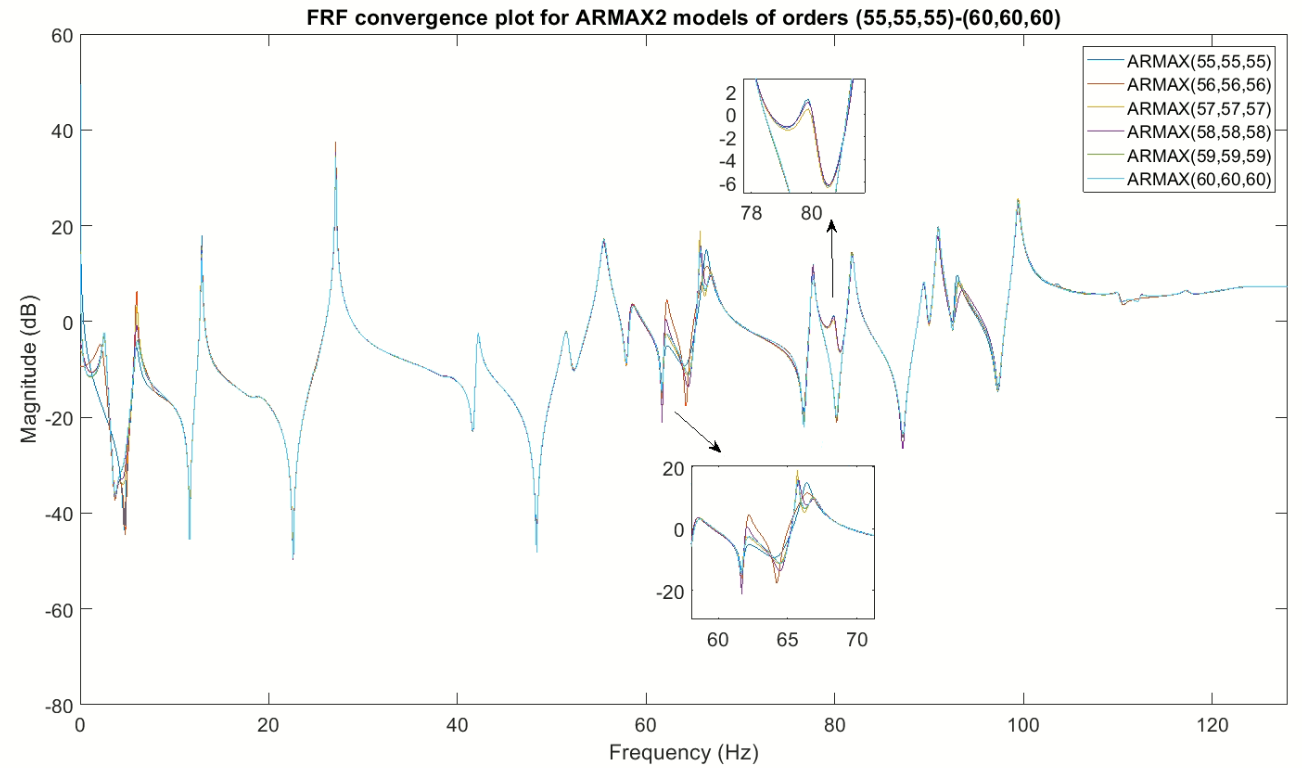 FRF convergence plot for ARMAX2 models of orders (55,55,55)-(60,60,60)
60
40
20
0
-20
-40
-60
-80
Magnitude (dB)
0 20 40 60 80 100 120
Frequency (Hz)
ARMAX(55,55,55)
ARMAX(56,56,56)
ARMAX(57,57,57)
ARMAX(58,58,58)
ARMAX(59,59,59)
ARMAX(60,60,60)
2
0
-2
-4
-6
78 80
20
0
-20
60 65 70